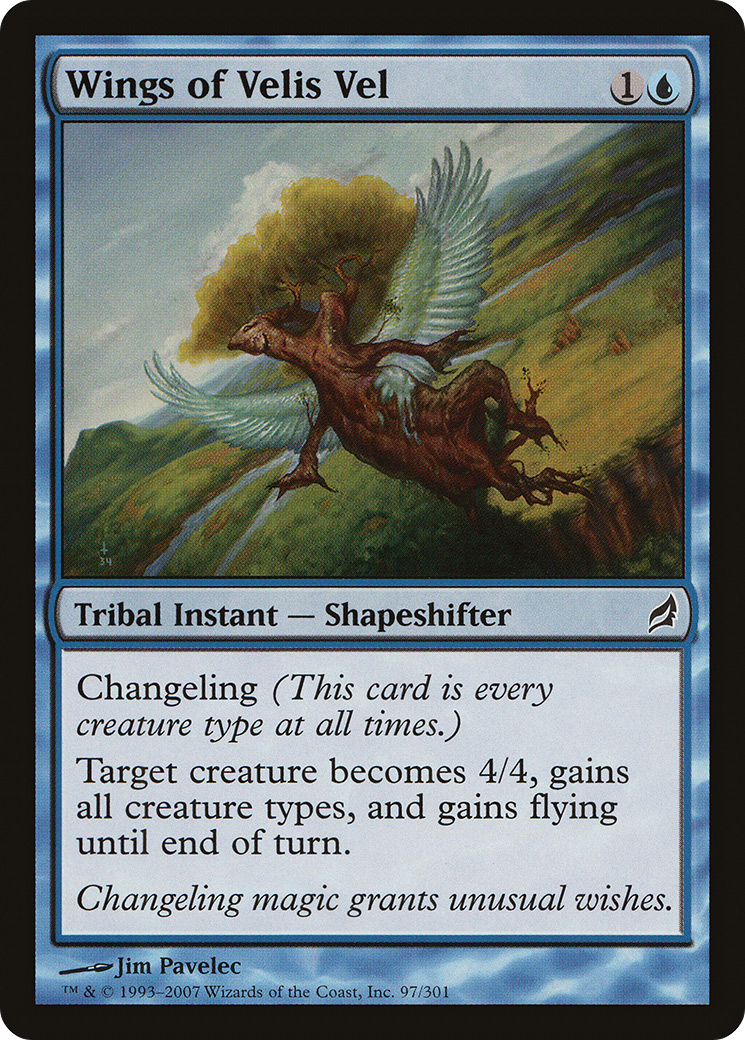 Wings of Velis Vel 1
34
Tribal Instant — Shapeshifter
Changeling (This card is every
creature type at all times.)
Target creature becomes 4/4, gains
all creature types, and gains flying
until end of turn.
Changeling magic grants unusual wishes.
Jim Pavelec
™ & © 1993–2007 Wizards of the Coast, Inc. 97/301